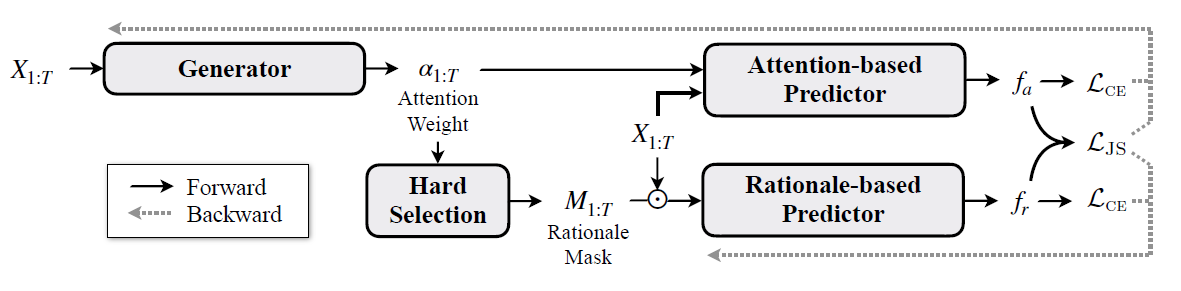 X1:T
Generator
α1:T
Attention
Weight
Attention-based
Predictor
fa
ℒCE
X1:T
ℒJS
Forward
Backward
Hard
Selection
M1:T
Rationale
Mask
⊙
Rationale-based
Predictor
fr
ℒCE